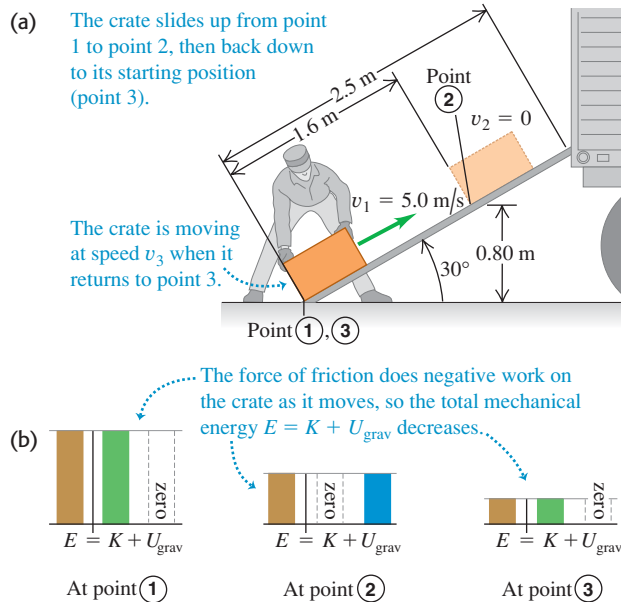 (a)
The crate slides up from point
1 to point 2, then back down
to its starting position
(point 3).
2.5 m
1.6 m
Point
2
v₂ = 0
v₁ = 5.0 m/s
The crate is moving
at speed v₃ when it
returns to point 3.
30°
0.80 m
Point 1, 3
(b)
The force of friction does negative work on
the crate as it moves, so the total mechanical
energy E = K + U_grav decreases.
zero
zero
zero
E = K + U_grav
E = K + U_grav
E = K + U_grav
At point 1
At point 2
At point 3